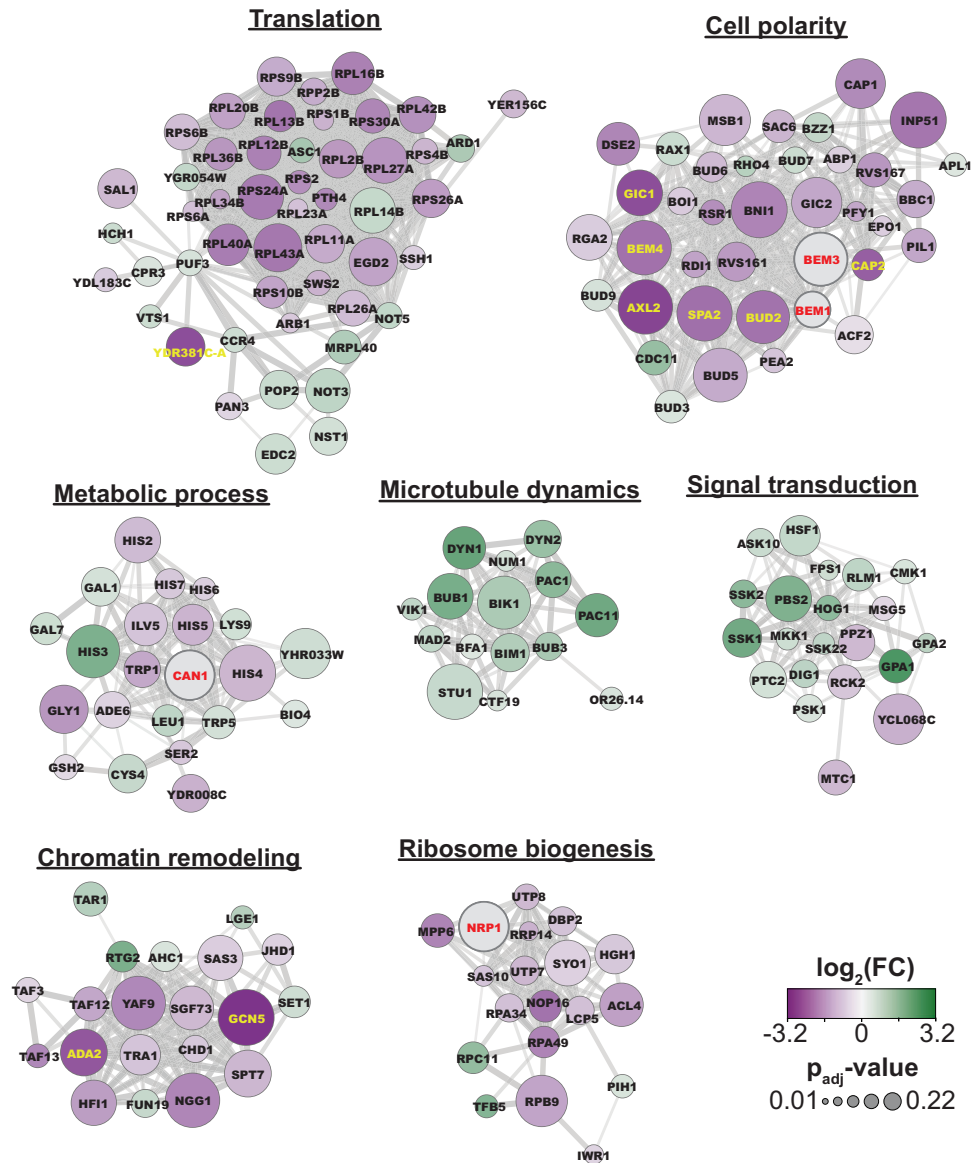 Translation
Cell polarity
RPS9B
RPL16B
RPP2B
RPL20B
RPS1B
RPL42B
YER156C
RPL13B
RPS30A
RPS6B
RPL12B
ASC1
ARD1
RPL36B
RPL2B
RPS4B
RPL27A
YGR054W
RPS2
SAL1
RPS24A
PTH4
RPS26A
RPL34B
RPS6A
RPL23A
RPL14B
HCH1
RPL40A
RPL11A
RPL43A
PUF3
EGD2
SSH1
CPR3
YDL183C
SWS2
RPS10B
RPL26A
VTS1
ARB1
NOT5
CCR4
YDR381C-A
MRPL40
POP2
NOT3
PAN3
NST1
EDC2
CAP1
MSB1
INP51
SAC6
BZZ1
DSE2
RAX1
RHO4
BUD7
ABP1
APL1
BUD6
RVS167
GIC1
BOI1
BBC1
RSR1
BNI1
GIC2
PFY1
EPO1
RGA2
BEM4
PIL1
RDI1
RVS161
BEM3
CAP2
BUD9
AXL2
SPA2
BUD2
BEM1
ACF2
CDC11
PEA2
BUD5
BUD3
Metabolic process
Microtubule dynamics
Signal transduction
HIS2
HIS7
HIS6
GAL1
GAL7
ILV5
HIS5
LYS9
HIS3
YHR033W
TRP1
CAN1
HIS4
GLY1
ADE6
LEU1
TRP5
BIO4
SER2
GSH2
CYS4
YDR008C
DYN1
DYN2
NUM1
PAC1
BUB1
VIK1
BIK1
PAC11
MAD2
BFA1
BIM1
BUB3
STU1
CTF19
OR26.14
HSF1
ASK10
FPS1
RLM1
CMK1
SSK2
PBS2
HOG1
MSG5
SSK1
MKK1
PPZ1
GPA2
SSK22
GPA1
PTC2
DIG1
RCK2
PSK1
YCL068C
MTC1
Chromatin remodeling
Ribosome biogenesis
TAR1
LGE1
RTG2
AHC1
SAS3
JHD1
TAF3
TAF12
YAF9
SGF73
SET1
GCN5
TAF13
ADA2
TRA1
CHD1
SPT7
HFI1
FUN19
NGG1
UTP8
DBP2
MPP6
NRP1
RRP14
HGH1
SAS10
UTP7
SYO1
NOP16
ACL4
RPA34
LCP5
RPA49
RPC11
PIH1
TFB5
RPB9
IWR1
log2(FC)
-3.2 0 3.2
padj-value
0.01 0.22